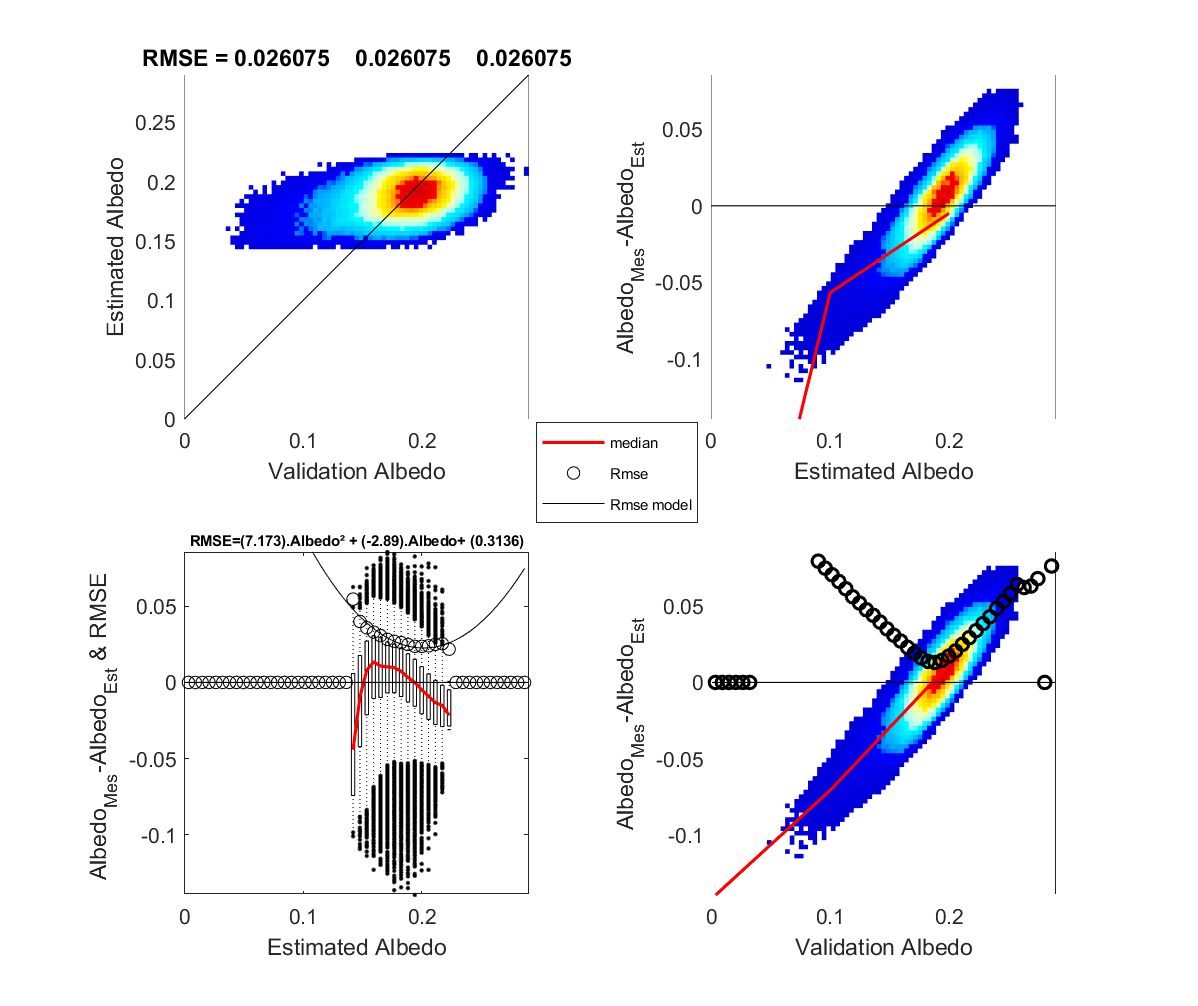 RMSE = 0.026075 0.026075 0.026075
0.25
0.2
0.15
0.1
0.05
0
0 0.1 0.2
Estimated Albedo
Validation Albedo
0.05
0
-0.05
-0.1
0 0.1 0.2
Albedo_Mes-Albedo_Est
Estimated Albedo
median
Rmse
Rmse model
RMSE=(7.173).Albedo² + (-2.89).Albedo+ (0.3136)
0.05
0
-0.05
-0.1
0 0.1 0.2
Albedo_Mes-Albedo_Est & RMSE
Estimated Albedo
0.05
0
-0.05
-0.1
0 0.1 0.2
Albedo_Mes-Albedo_Est
Validation Albedo